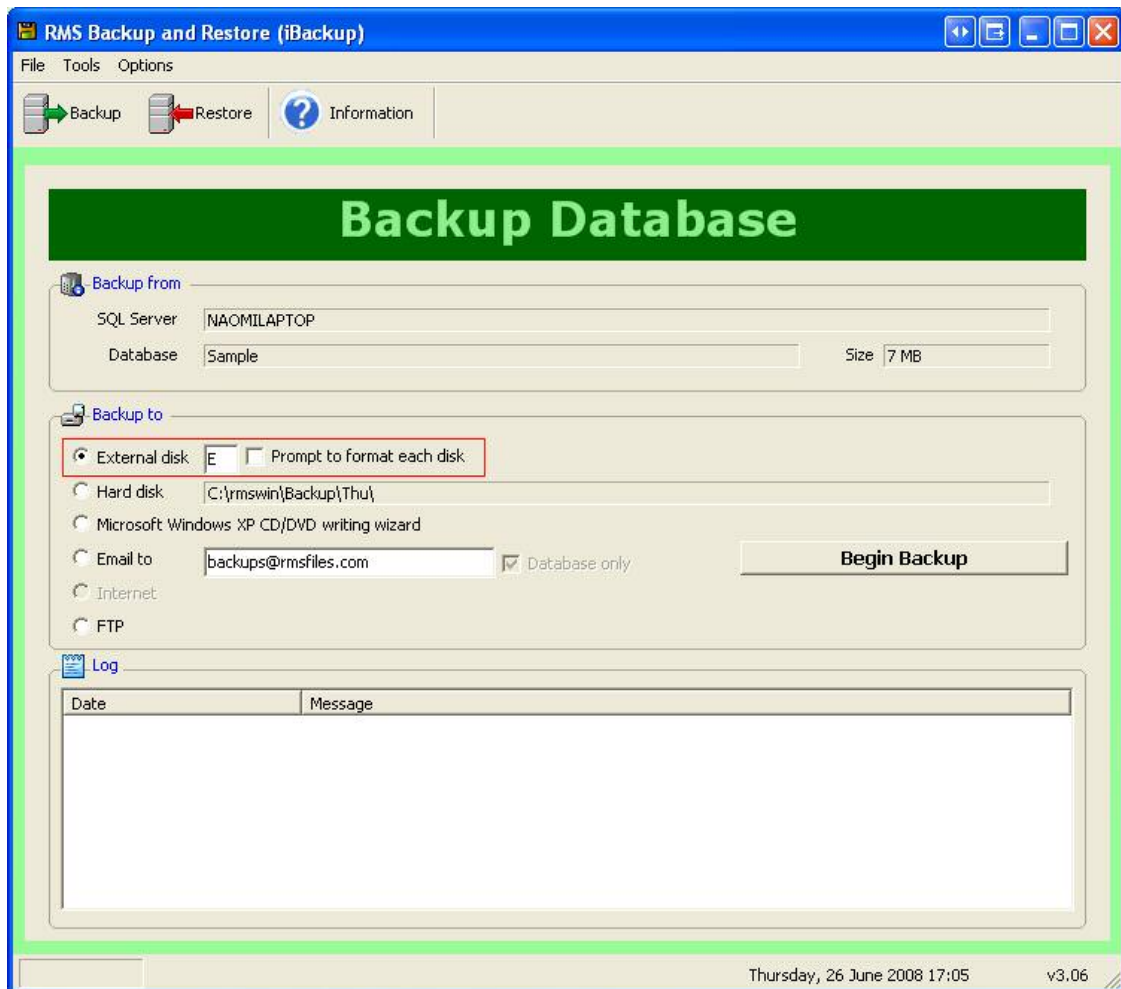 RMS Backup and Restore (iBackup)
File Tools Options
Backup Restore Information
Backup Database
Backup from
SQL Server NAOMILAPTOP
Database Sample Size 7 MB
Backup to
External disk E Prompt to format each disk
Hard disk C:\rmswin\Backup\Thu\
Microsoft Windows XP CD/DVD writing wizard
Email to backups@rmsfiles.com Database only Begin Backup
Internet
FTP
Log
Date Message
Thursday, 26 June 2008 17:05 v3.06